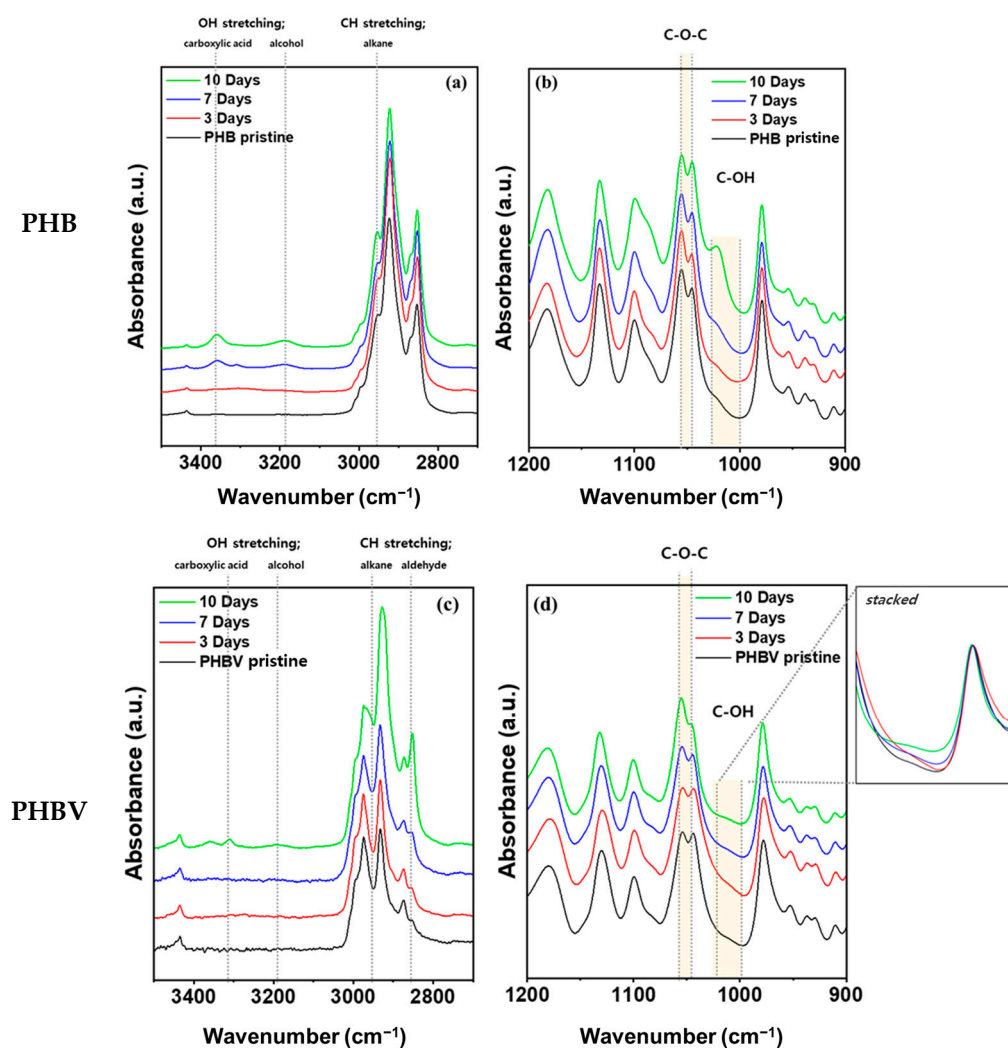 OH stretching;
carboxylic acid
alcohol
CH stretching;
alkane
C-O-C
10 Days
7 Days
3 Days
PHB pristine
(a)
(b)
10 Days
7 Days
3 Days
PHB pristine
C-OH
PHB
Absorbance (a.u.)
Absorbance (a.u.)
3400
3200
3000
2800
1200
1100
1000
900
Wavenumber (cm⁻¹)
Wavenumber (cm⁻¹)
OH stretching;
carboxylic acid
alcohol
CH stretching;
alkane
aldehyde
C-O-C
10 Days
7 Days
3 Days
PHBV pristine
(c)
(d)
10 Days
7 Days
3 Days
PHBV pristine
C-OH
stacked
PHBV
Absorbance (a.u.)
Absorbance (a.u.)
3400
3200
3000
2800
1200
1100
1000
900
Wavenumber (cm⁻¹)
Wavenumber (cm⁻¹)